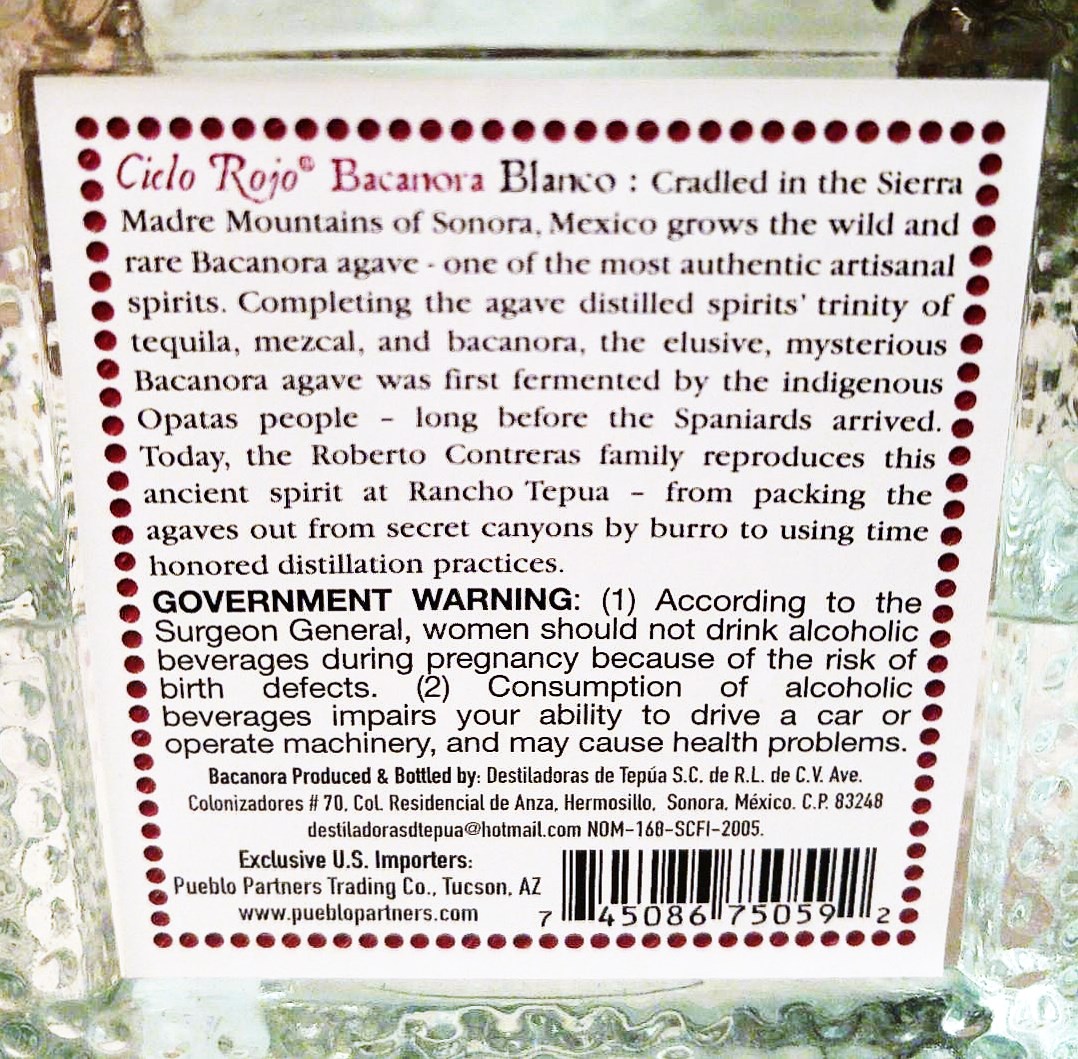 Cielo Rojo® Bacanora Blanco : Cradled in the Sierra
Madre Mountains of Sonora, Mexico grows the wild and
rare Bacanora agave - one of the most authentic artisanal
spirits. Completing the agave distilled spirits' trinity of
tequila, mezcal, and bacanora, the elusive, mysterious
Bacanora agave was first fermented by the indigenous
Opatas people – long before the Spaniards arrived.
Today, the Roberto Contreras family reproduces this
ancient spirit at Rancho Tepua – from packing the
agaves out from secret canyons by burro to using time
honored distillation practices.
GOVERNMENT WARNING: (1) According to the
Surgeon General, women should not drink alcoholic
beverages during pregnancy because of the risk of
birth defects. (2) Consumption of alcoholic
beverages impairs your ability to drive a car or
operate machinery, and may cause health problems.
Bacanora Produced & Bottled by: Destiladoras de Tepúa S.C. de R.L. de C.V. Ave.
Colonizadores # 70, Col. Residencial de Anza, Hermosillo, Sonora, México. C.P. 83248
destiladorasdtepua@hotmail.com NOM-168-SCFI-2005.
Exclusive U.S. Importers:
Pueblo Partners Trading Co., Tucson, AZ
www.pueblopartners.com
7 45086 75059 2